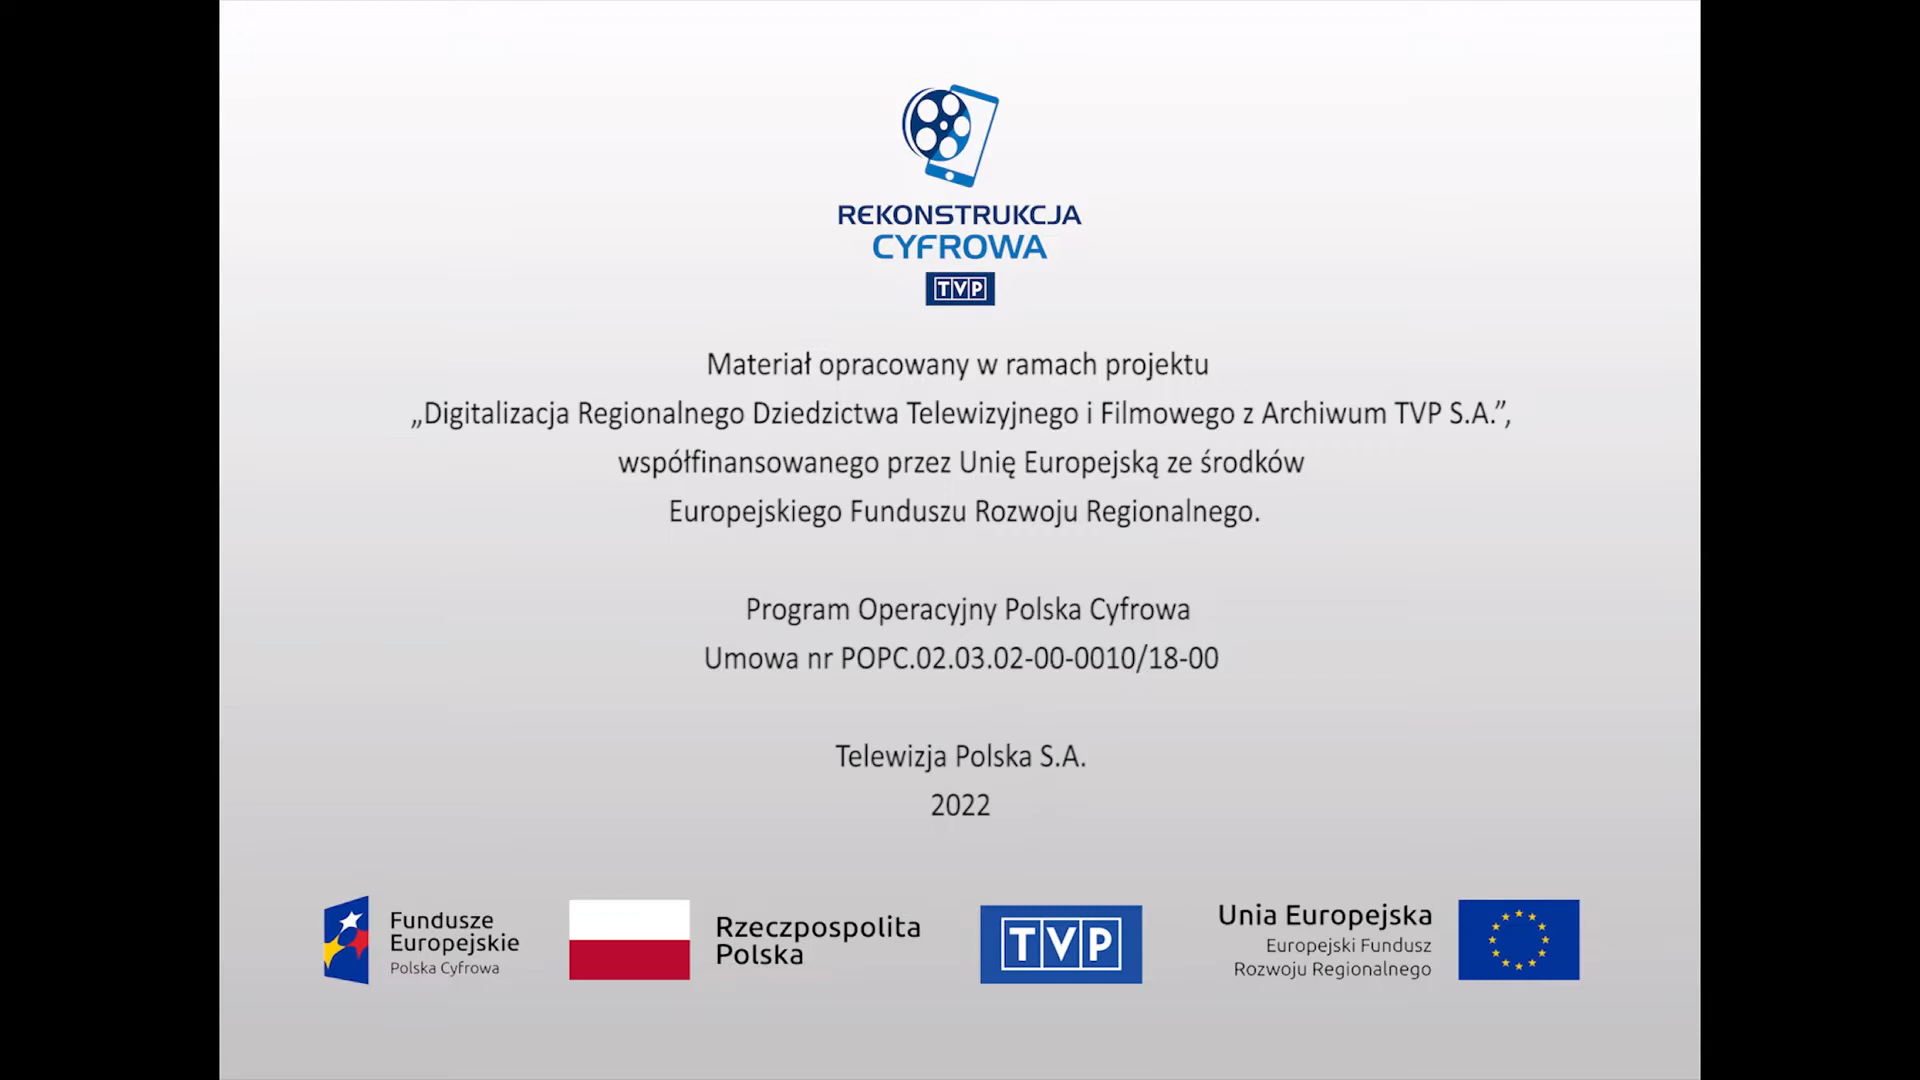 REKONSTRUKCJA
CYFROWA
TVP
Materiał opracowany w ramach projektu
„Digitalizacja Regionalnego Dziedzictwa Telewizyjnego i Filmowego z Archiwum TVP S.A.”,
współfinansowanego przez Unię Europejską ze środków
Europejskiego Funduszu Rozwoju Regionalnego.
Program Operacyjny Polska Cyfrowa
Umowa nr POPC.02.03.02-00-0010/18-00
Telewizja Polska S.A.
2022
Fundusze
Europejskie
Polska Cyfrowa
Rzeczpospolita
Polska
TVP
Unia Europejska
Europejski Fundusz
Rozwoju Regionalnego